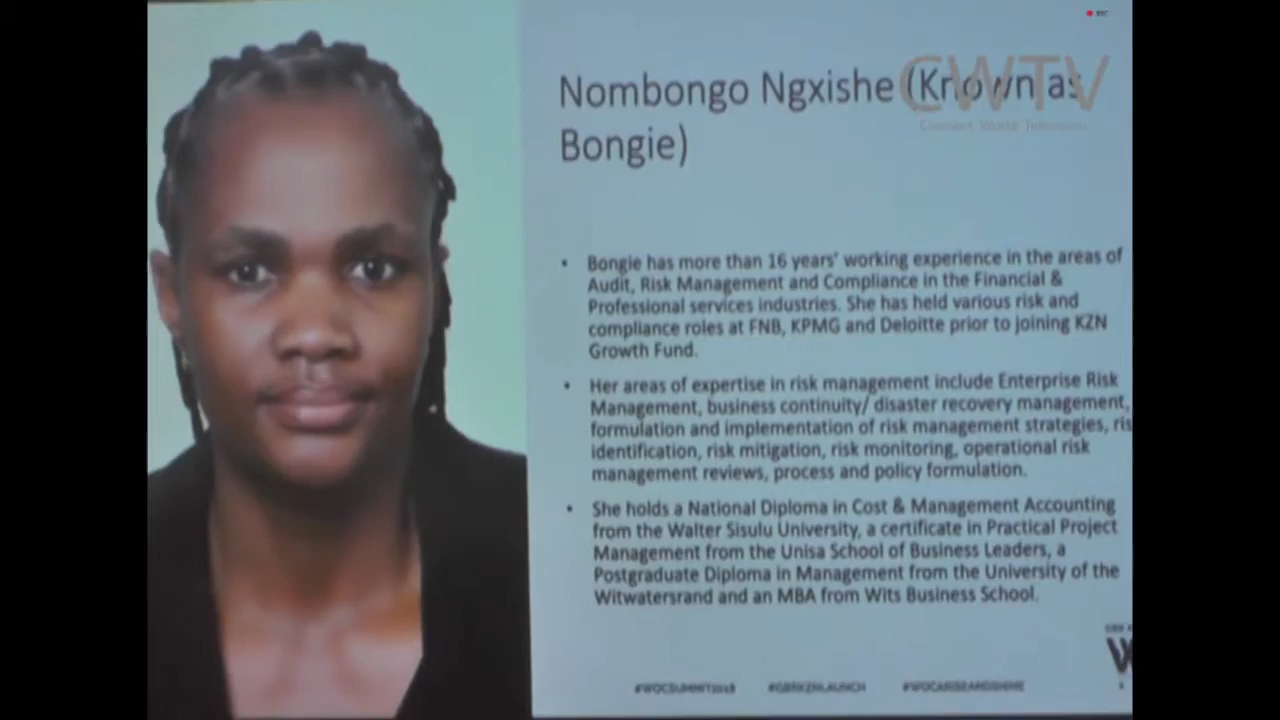 CWTV
Connect World Television
Nombongo Ngxishe (Known as
Bongie)
• Bongie has more than 16 years' working experience in the areas of
Audit, Risk Management and Compliance in the Financial &
Professional services industries. She has held various risk and
compliance roles at FNB, KPMG and Deloitte prior to joining KZN
Growth Fund.
• Her areas of expertise in risk management include Enterprise Risk
Management, business continuity/ disaster recovery management,
formulation and implementation of risk management strategies, ris
identification, risk mitigation, risk monitoring, operational risk
management reviews, process and policy formulation.
• She holds a National Diploma in Cost & Management Accounting
from the Walter Sisulu University, a certificate in Practical Project
Management from the Unisa School of Business Leaders, a
Postgraduate Diploma in Management from the University of the
Witwatersrand and an MBA from Wits Business School.
#WOCSUMMIT2018 #GBRKZNLAUNCH #WOCARISEANDSHINE